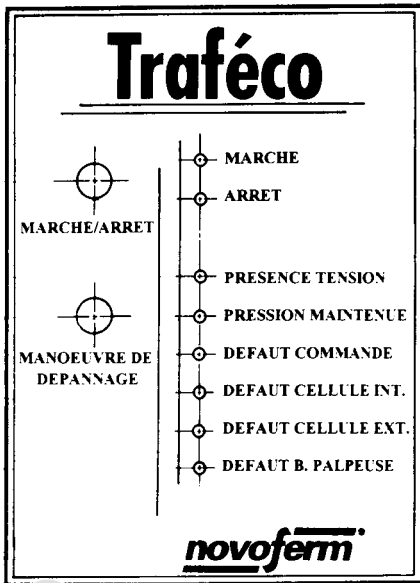 Traféco
MARCHE/ARRET
MANOEUVRE DE
DEPANNAGE
MARCHE
ARRET
PRESENCE TENSION
PRESSION MAINTENUE
DEFAUT COMMANDE
DEFAUT CELLULE INT.
DEFAUT CELLULE EXT.
DEFAUT B. PALPEUSE
novoferm